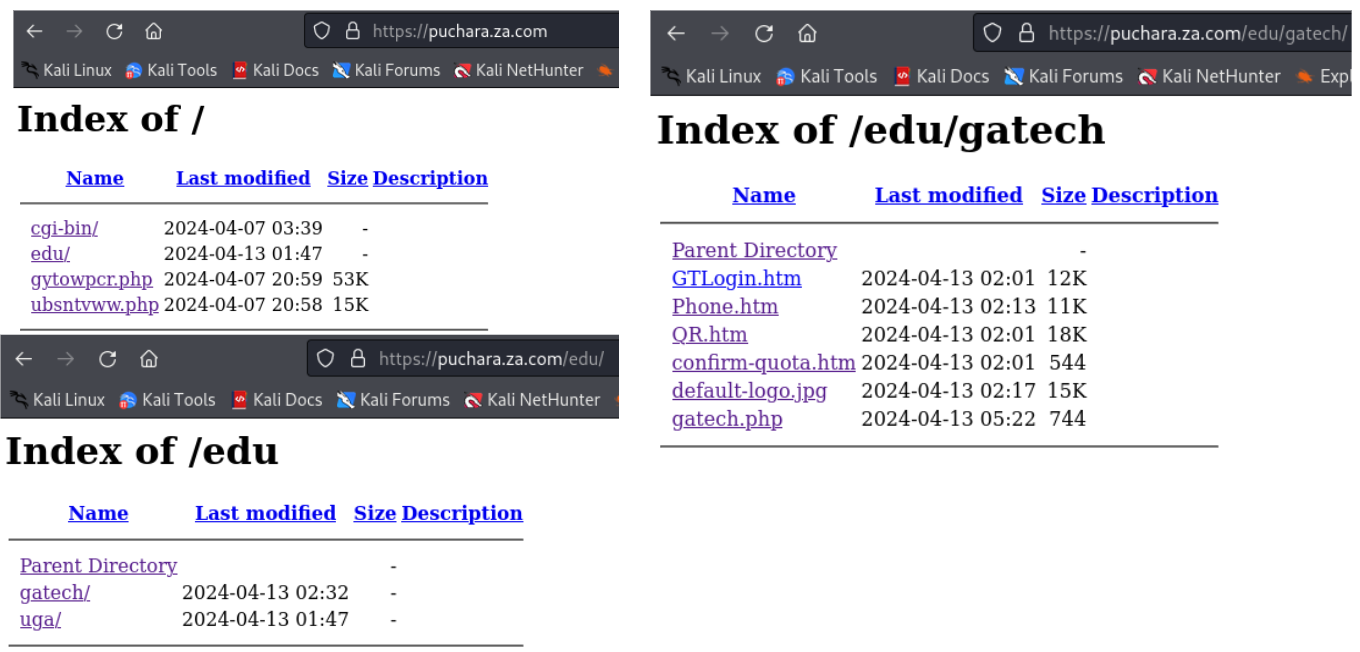 https://puchara.za.com
Kali Linux Kali Tools Kali Docs Kali Forums Kali NetHunter
Index of /
Name Last modified Size Description
cgi-bin/ 2024-04-07 03:39 -
edu/ 2024-04-13 01:47 -
gytowpcr.php 2024-04-07 20:59 53K
ubsntvww.php 2024-04-07 20:58 15K
https://puchara.za.com/edu/
Kali Linux Kali Tools Kali Docs Kali Forums Kali NetHunter
Index of /edu
Name Last modified Size Description
Parent Directory -
gatech/ 2024-04-13 02:32 -
uga/ 2024-04-13 01:47 -
https://puchara.za.com/edu/gatech/
Kali Linux Kali Tools Kali Docs Kali Forums Kali NetHunter Expl
Index of /edu/gatech
Name Last modified Size Description
Parent Directory -
GTLogin.htm 2024-04-13 02:01 12K
Phone.htm 2024-04-13 02:13 11K
QR.htm 2024-04-13 02:01 18K
confirm-quota.htm 2024-04-13 02:01 544
default-logo.jpg 2024-04-13 02:17 15K
gatech.php 2024-04-13 05:22 744